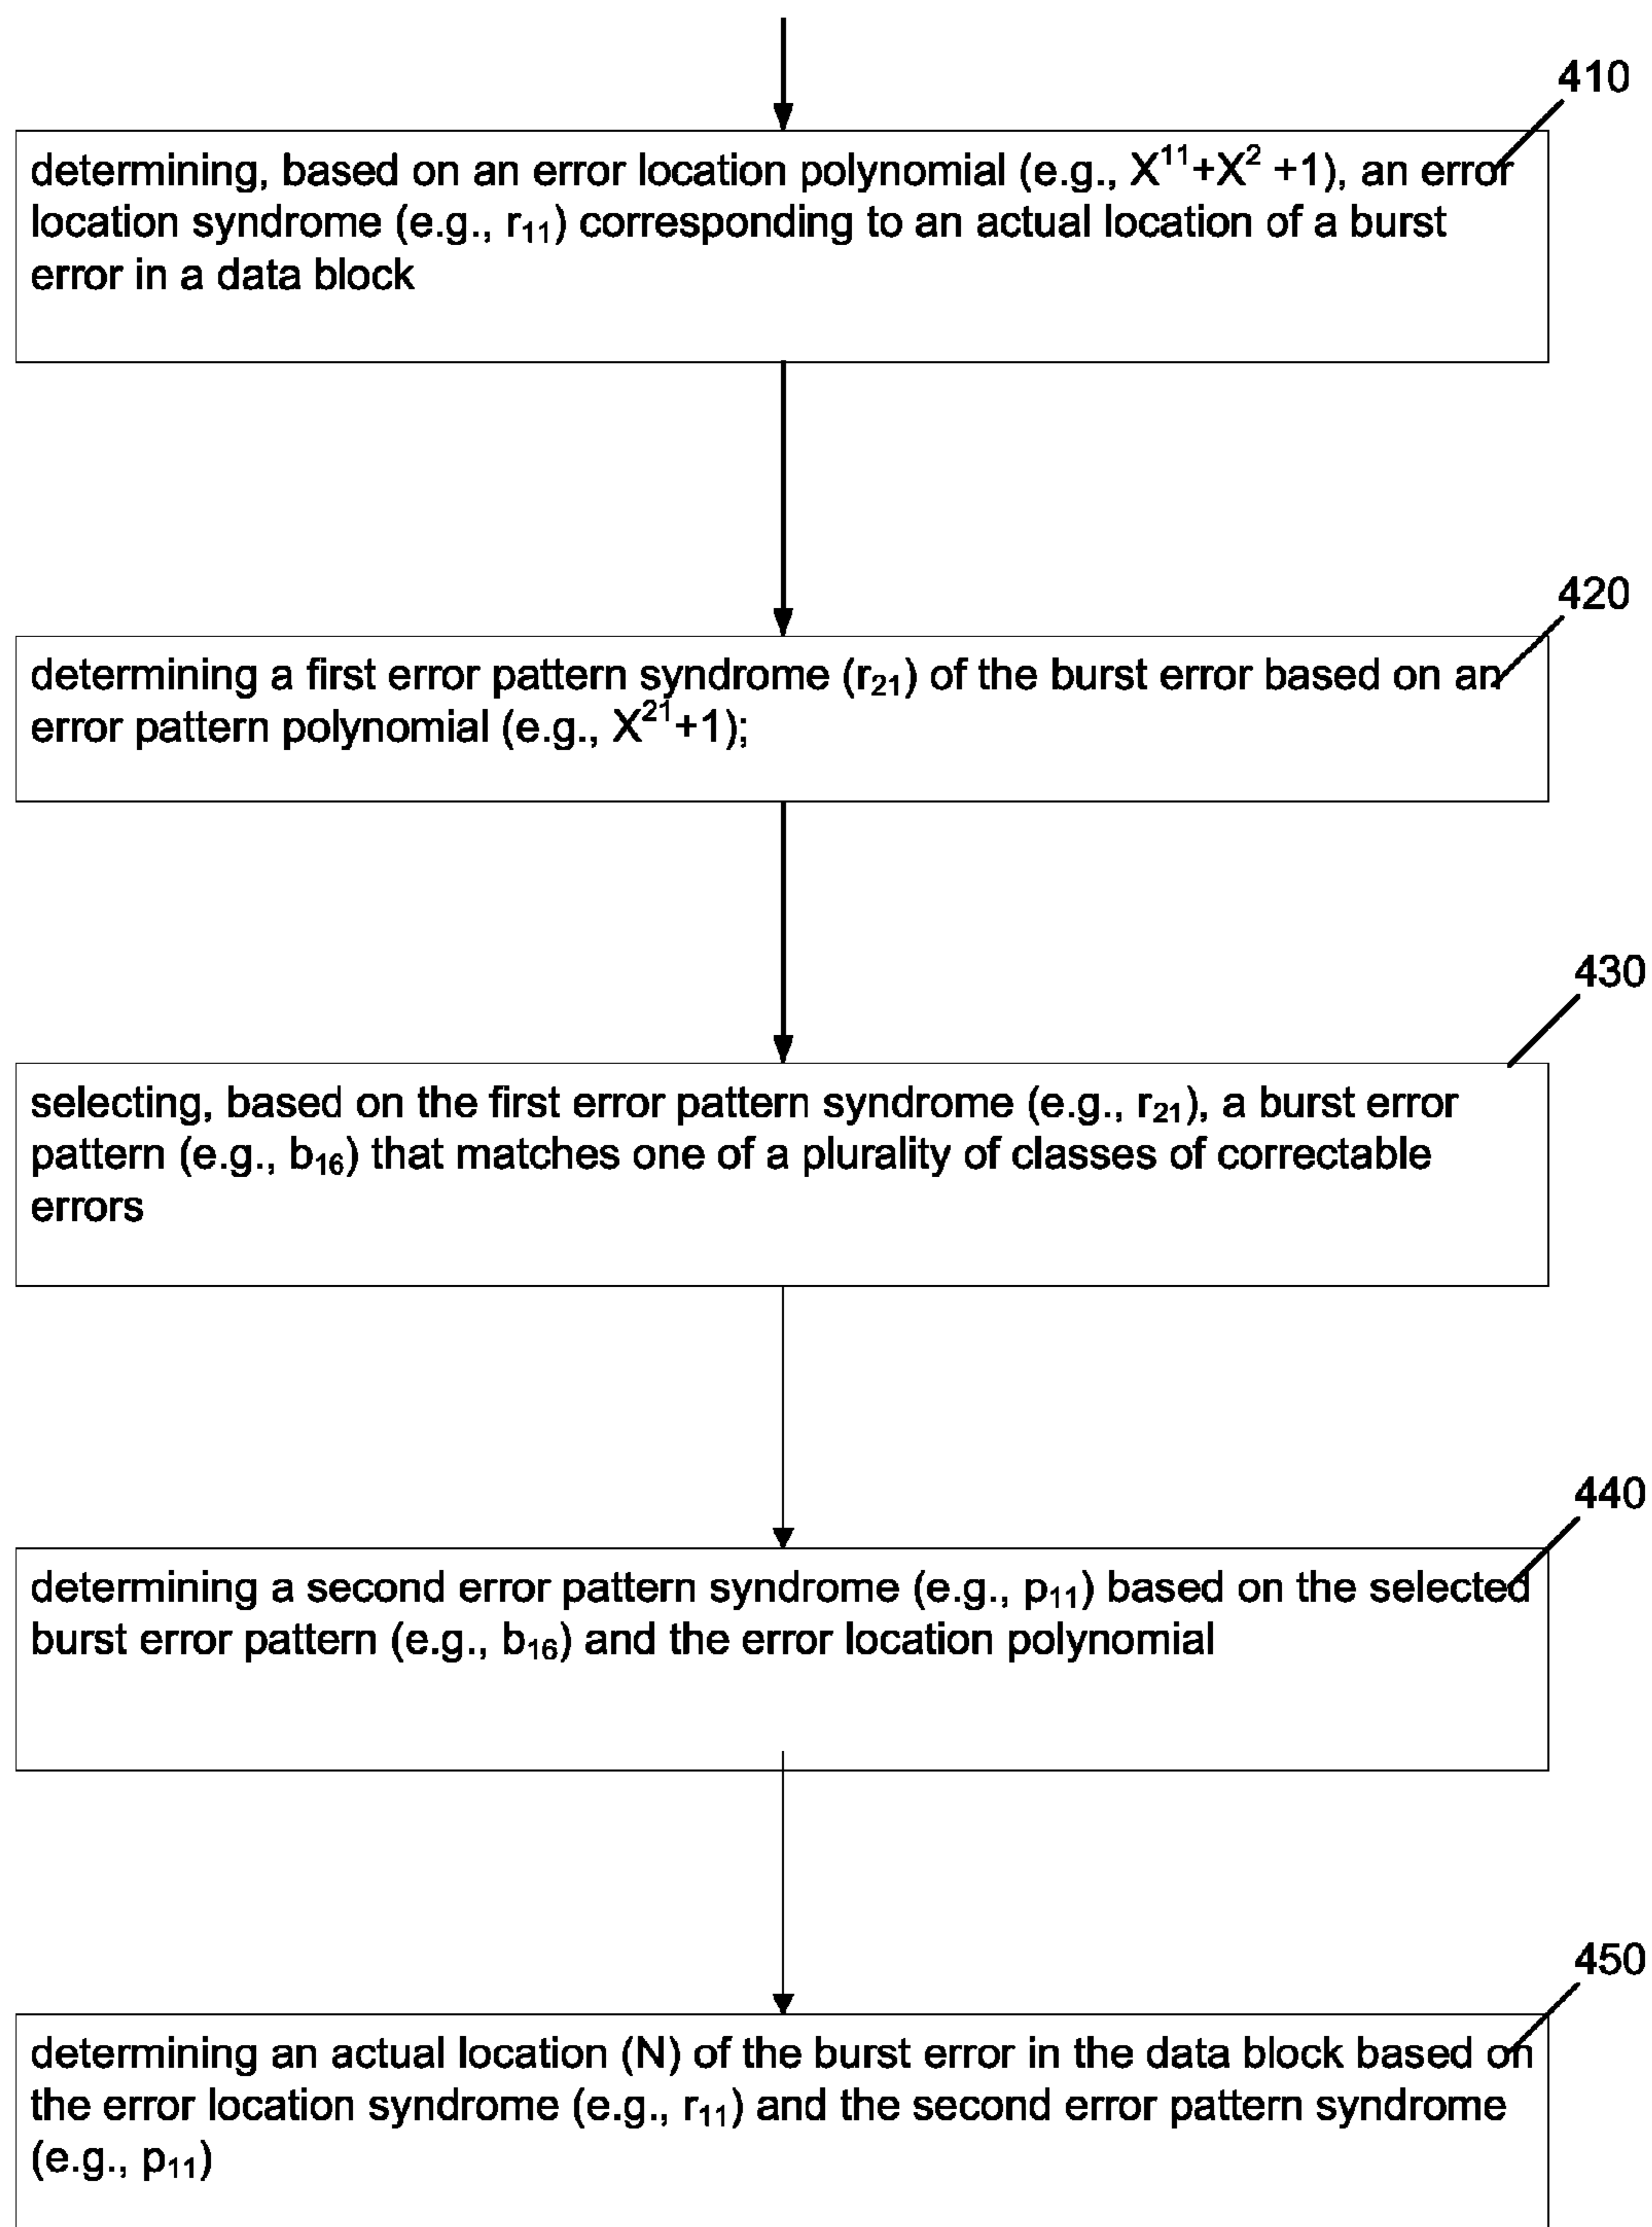 410
determining, based on an error location polynomial (e.g., X¹¹+X² +1), an error
location syndrome (e.g., r₁₁) corresponding to an actual location of a burst
error in a data block
420
determining a first error pattern syndrome (r₂₁) of the burst error based on an
error pattern polynomial (e.g., X²¹+1);
430
selecting, based on the first error pattern syndrome (e.g., r₂₁), a burst error
pattern (e.g., b₁₆) that matches one of a plurality of classes of correctable
errors
440
determining a second error pattern syndrome (e.g., p₁₁) based on the selected
burst error pattern (e.g., b₁₆) and the error location polynomial
450
determining an actual location (N) of the burst error in the data block based on
the error location syndrome (e.g., r₁₁) and the second error pattern syndrome
(e.g., p₁₁)